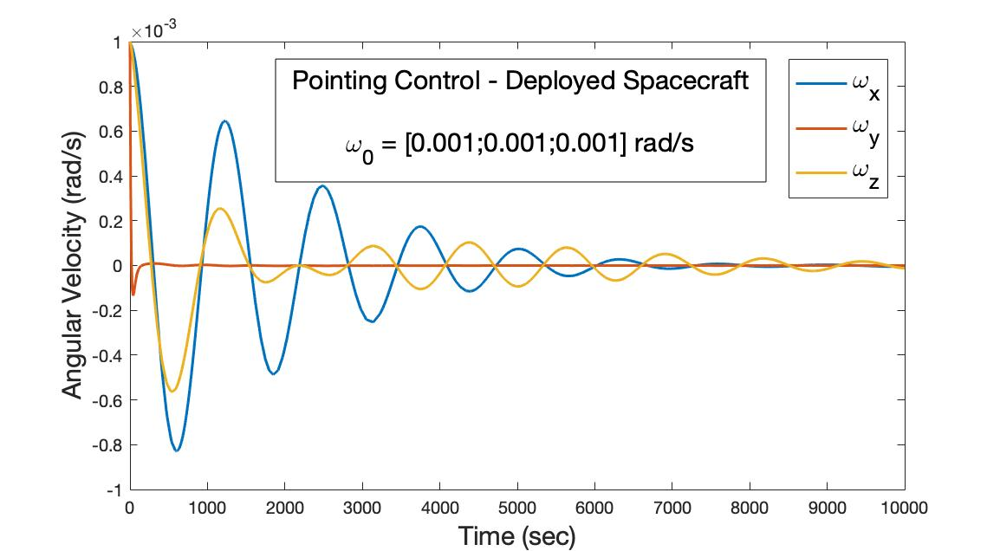 ×10⁻³
Pointing Control - Deployed Spacecraft
ω₀ = [0.001;0.001;0.001] rad/s
ωₓ
ω_y
ω_z
Angular Velocity (rad/s)
1
0.8
0.6
0.4
0.2
0
-0.2
-0.4
-0.6
-0.8
-1
0 1000 2000 3000 4000 5000 6000 7000 8000 9000 10000
Time (sec)